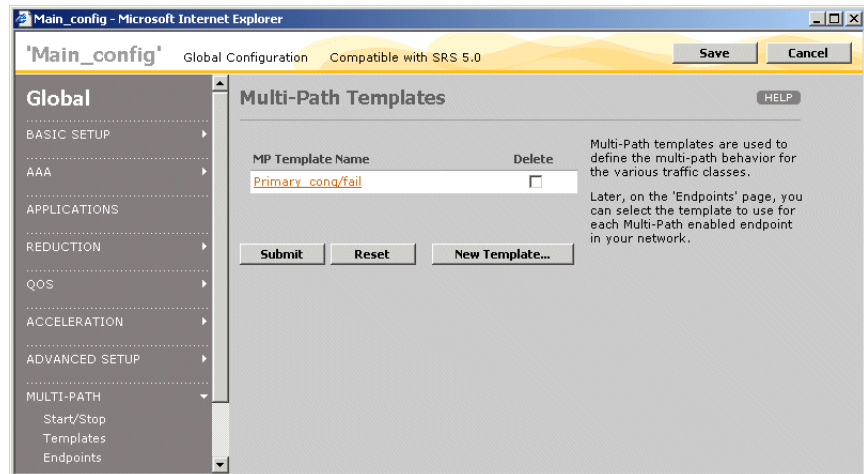 Main_config - Microsoft Internet Explorer
'Main_config' Global Configuration Compatible with SRS 5.0 Save Cancel
Global
BASIC SETUP
AAA
APPLICATIONS
REDUCTION
QOS
ACCELERATION
ADVANCED SETUP
MULTI-PATH
Start/Stop
Templates
Endpoints
Multi-Path Templates HELP
MP Template Name Delete
Primary_cong/fail
Submit Reset New Template...
Multi-Path templates are used to
define the multi-path behavior for
the various traffic classes.
Later, on the 'Endpoints' page, you
can select the template to use for
each Multi-Path enabled endpoint
in your network.